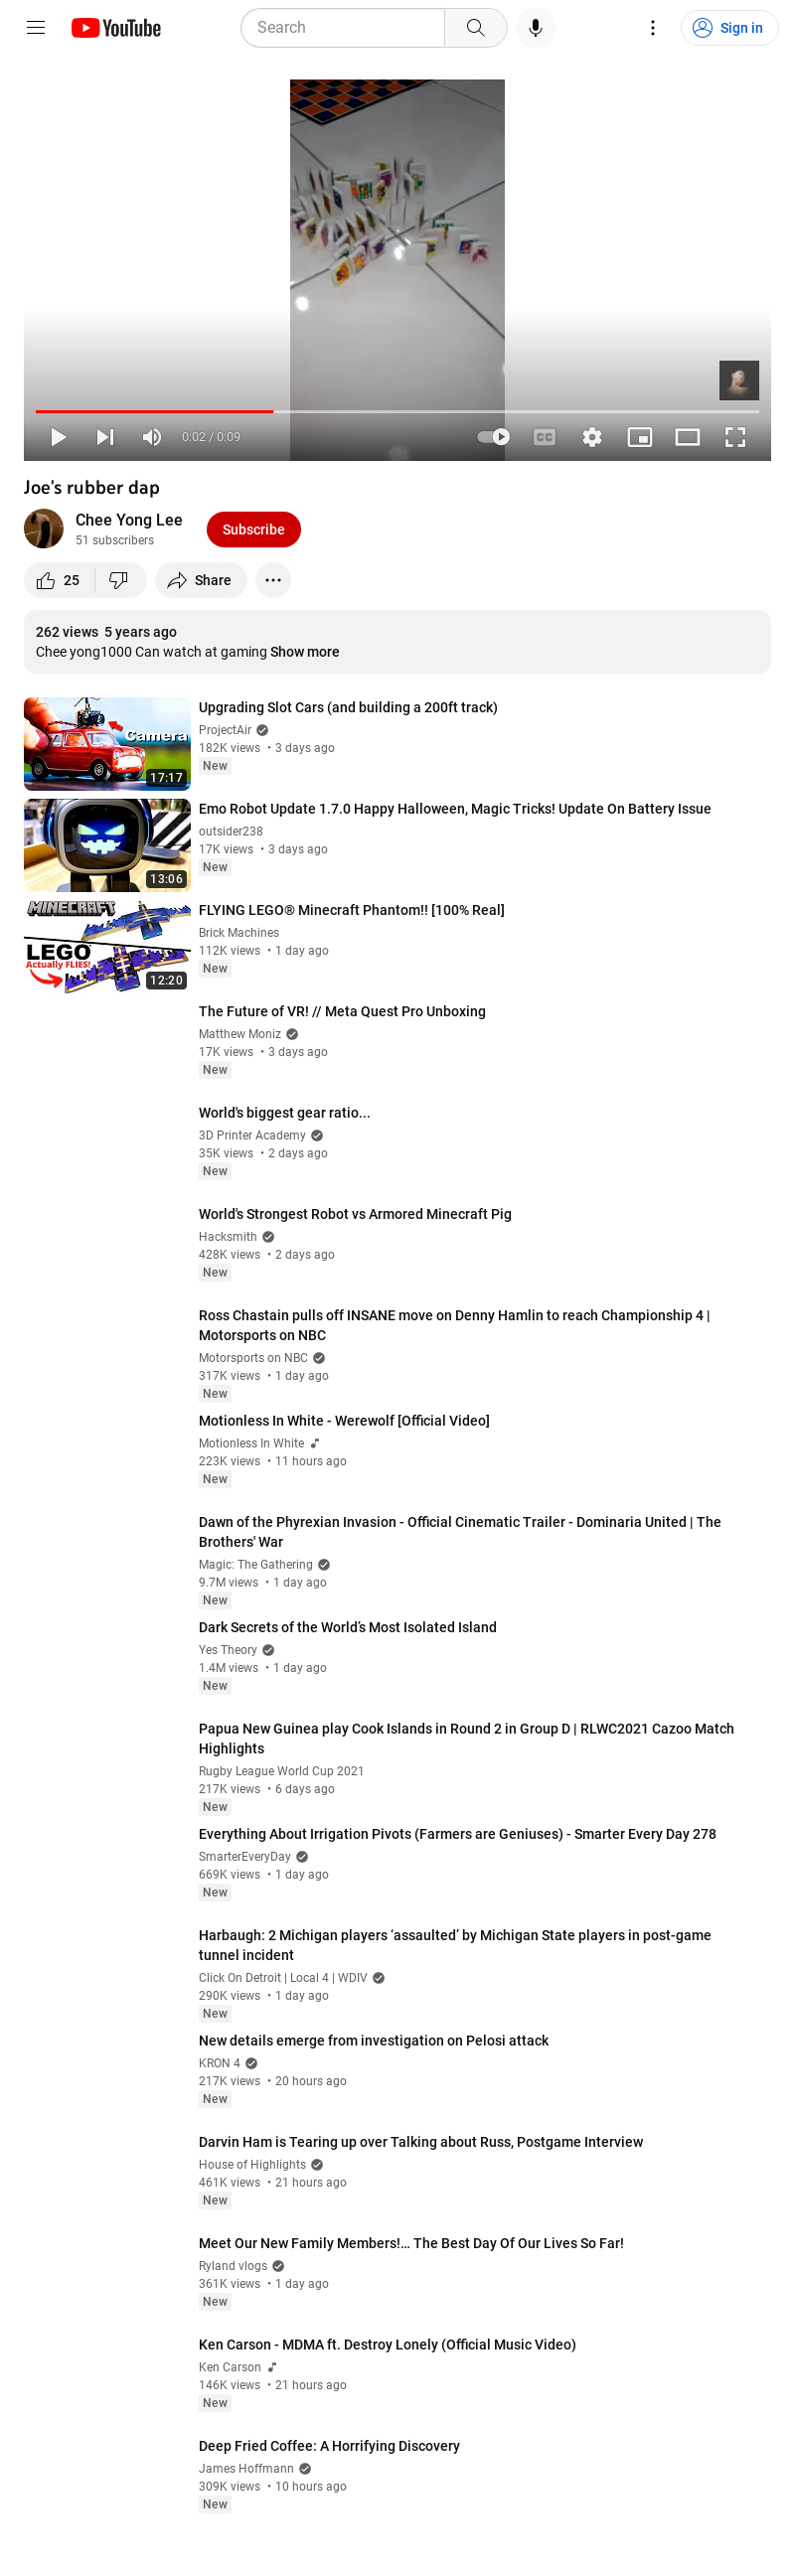 YouTube
Search
Sign in
0:02 / 0:09
CC
Joe's rubber dap
Chee Yong Lee
51 subscribers
Subscribe
25
Share
262 views 5 years ago
Chee yong1000 Can watch at gaming Show more
Camera
17:17
Upgrading Slot Cars (and building a 200ft track)
ProjectAir
182K views • 3 days ago
New
13:06
Emo Robot Update 1.7.0 Happy Halloween, Magic Tricks! Update On Battery Issue
outsider238
17K views • 3 days ago
New
MINECRAFT
LEGO
Actually FLIES!
12:20
FLYING LEGO® Minecraft Phantom!! [100% Real]
Brick Machines
112K views • 1 day ago
New
The Future of VR! // Meta Quest Pro Unboxing
Matthew Moniz
17K views • 3 days ago
New
World's biggest gear ratio...
3D Printer Academy
35K views • 2 days ago
New
World's Strongest Robot vs Armored Minecraft Pig
Hacksmith
428K views • 2 days ago
New
Ross Chastain pulls off INSANE move on Denny Hamlin to reach Championship 4 |
Motorsports on NBC
Motorsports on NBC
317K views • 1 day ago
New
Motionless In White - Werewolf [Official Video]
Motionless In White
223K views • 11 hours ago
New
Dawn of the Phyrexian Invasion - Official Cinematic Trailer - Dominaria United | The
Brothers' War
Magic: The Gathering
9.7M views • 1 day ago
New
Dark Secrets of the World’s Most Isolated Island
Yes Theory
1.4M views • 1 day ago
New
Papua New Guinea play Cook Islands in Round 2 in Group D | RLWC2021 Cazoo Match
Highlights
Rugby League World Cup 2021
217K views • 6 days ago
New
Everything About Irrigation Pivots (Farmers are Geniuses) - Smarter Every Day 278
SmarterEveryDay
669K views • 1 day ago
New
Harbaugh: 2 Michigan players ‘assaulted’ by Michigan State players in post-game
tunnel incident
Click On Detroit | Local 4 | WDIV
290K views • 1 day ago
New
New details emerge from investigation on Pelosi attack
KRON 4
217K views • 20 hours ago
New
Darvin Ham is Tearing up over Talking about Russ, Postgame Interview
House of Highlights
461K views • 21 hours ago
New
Meet Our New Family Members!… The Best Day Of Our Lives So Far!
Ryland vlogs
361K views • 1 day ago
New
Ken Carson - MDMA ft. Destroy Lonely (Official Music Video)
Ken Carson
146K views • 21 hours ago
New
Deep Fried Coffee: A Horrifying Discovery
James Hoffmann
309K views • 10 hours ago
New